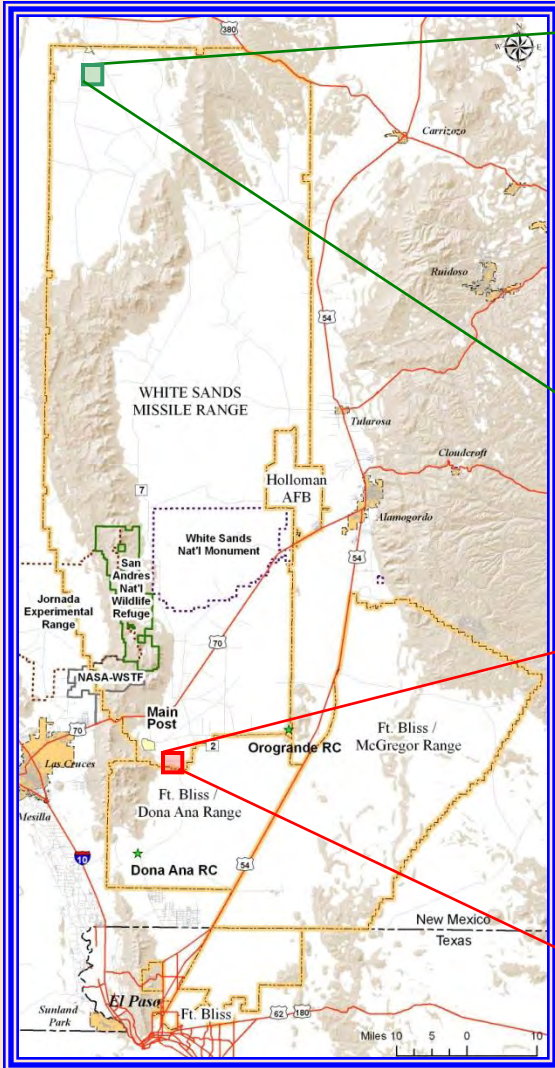 380
N
W E
S
Carrizozo
Ruidoso
54
WHITE SANDS
MISSILE RANGE
Tularosa
Cloudcroft
Holloman
AFB
7
Alamogordo
White Sands
Nat'l Monument
54
San
Andres
Nat'l
Wildlife
Refuge
Jornada
Experimental
Range
70
NASA-WSTF
Main
Post
70
2
Orogrande RC
Ft. Bliss /
McGregor Range
Las Cruces
Ft. Bliss /
Dona Ana Range
Mesilla
10
54
Dona Ana RC
New Mexico
Texas
El Paso
Sunland
Park
Ft. Bliss
62 180
Miles 10 0 10